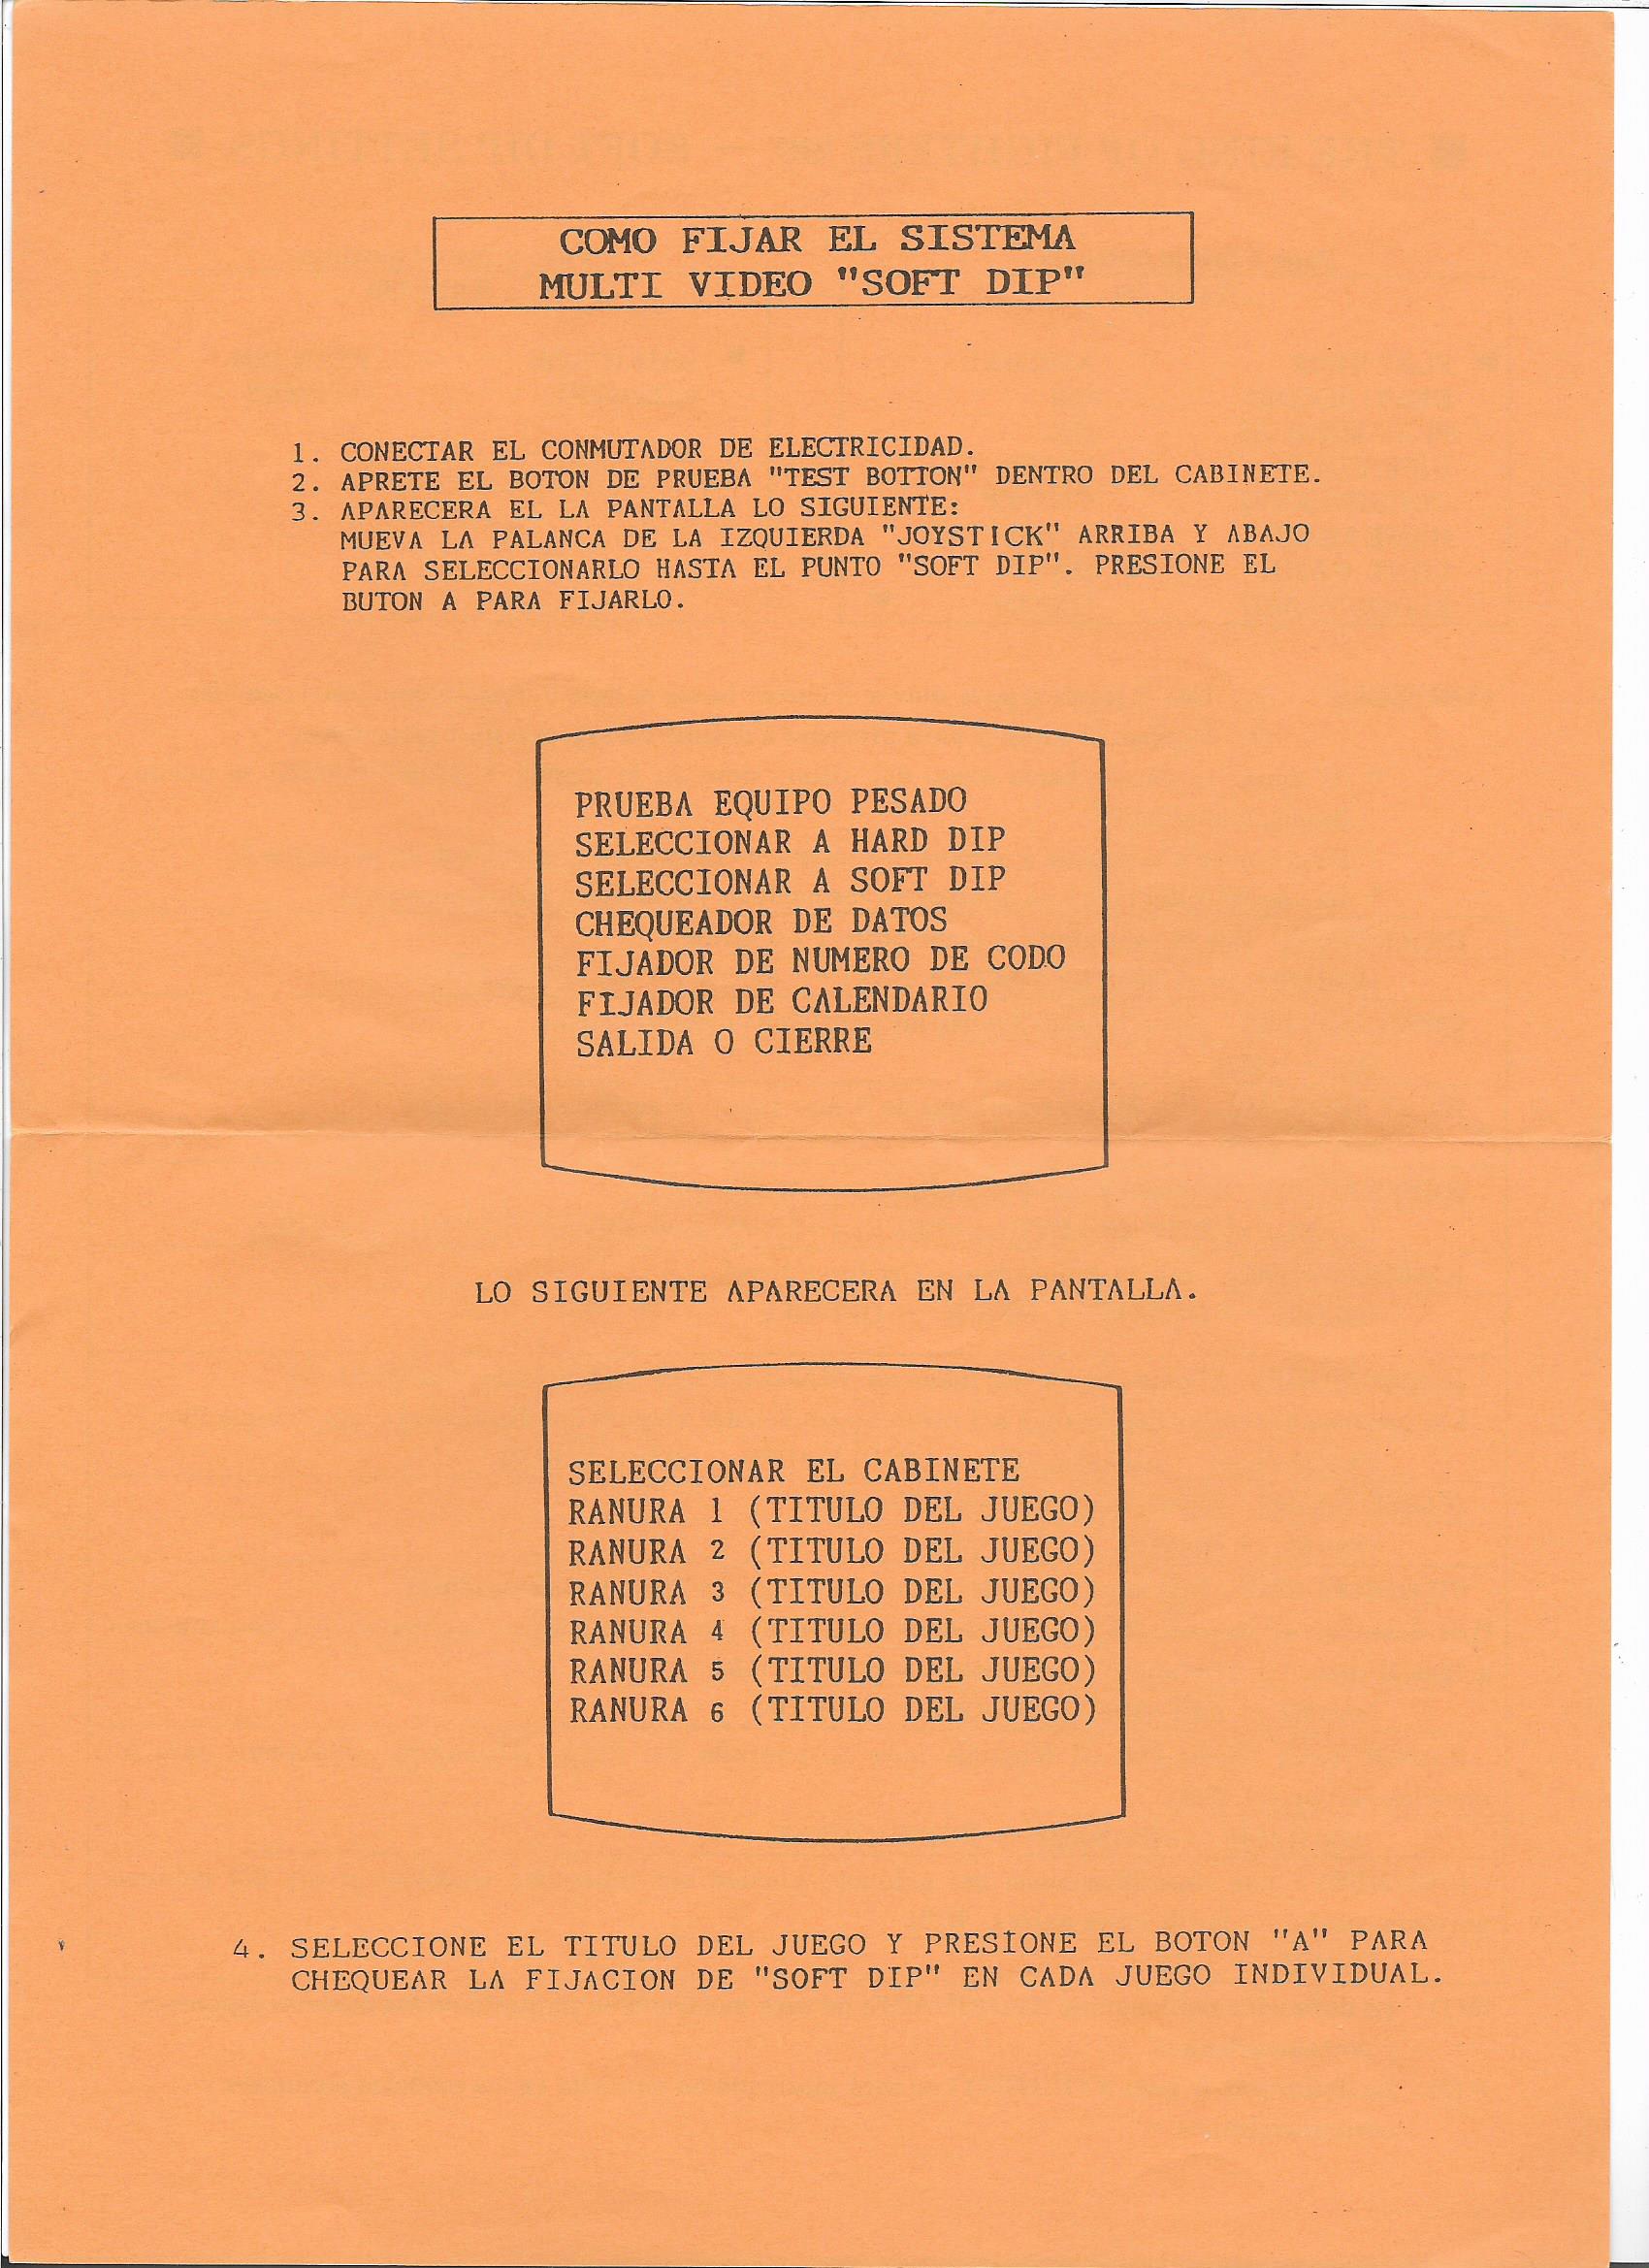 COMO FIJAR EL SISTEMA
MULTI VIDEO "SOFT DIP"
1. CONECTAR EL CONMUTADOR DE ELECTRICIDAD.
2. APRETE EL BOTON DE PRUEBA "TEST BOTTON" DENTRO DEL CABINETE.
3. APARECERA EL LA PANTALLA LO SIGUIENTE:
MUEVA LA PALANCA DE LA IZQUIERDA "JOYSTICK" ARRIBA Y ABAJO
PARA SELECCIONARLO HASTA EL PUNTO "SOFT DIP". PRESIONE EL
BUTON A PARA FIJARLO.
PRUEBA EQUIPO PESADO
SELECCIONAR A HARD DIP
SELECCIONAR A SOFT DIP
CHEQUEADOR DE DATOS
FIJADOR DE NUMERO DE CODO
FIJADOR DE CALENDARIO
SALIDA O CIERRE
LO SIGUIENTE APARECERA EN LA PANTALLA.
SELECCIONAR EL CABINETE
RANURA 1 (TITULO DEL JUEGO)
RANURA 2 (TITULO DEL JUEGO)
RANURA 3 (TITULO DEL JUEGO)
RANURA 4 (TITULO DEL JUEGO)
RANURA 5 (TITULO DEL JUEGO)
RANURA 6 (TITULO DEL JUEGO)
4. SELECCIONE EL TITULO DEL JUEGO Y PRESIONE EL BOTON "A" PARA
CHEQUEAR LA FIJACION DE "SOFT DIP" EN CADA JUEGO INDIVIDUAL.